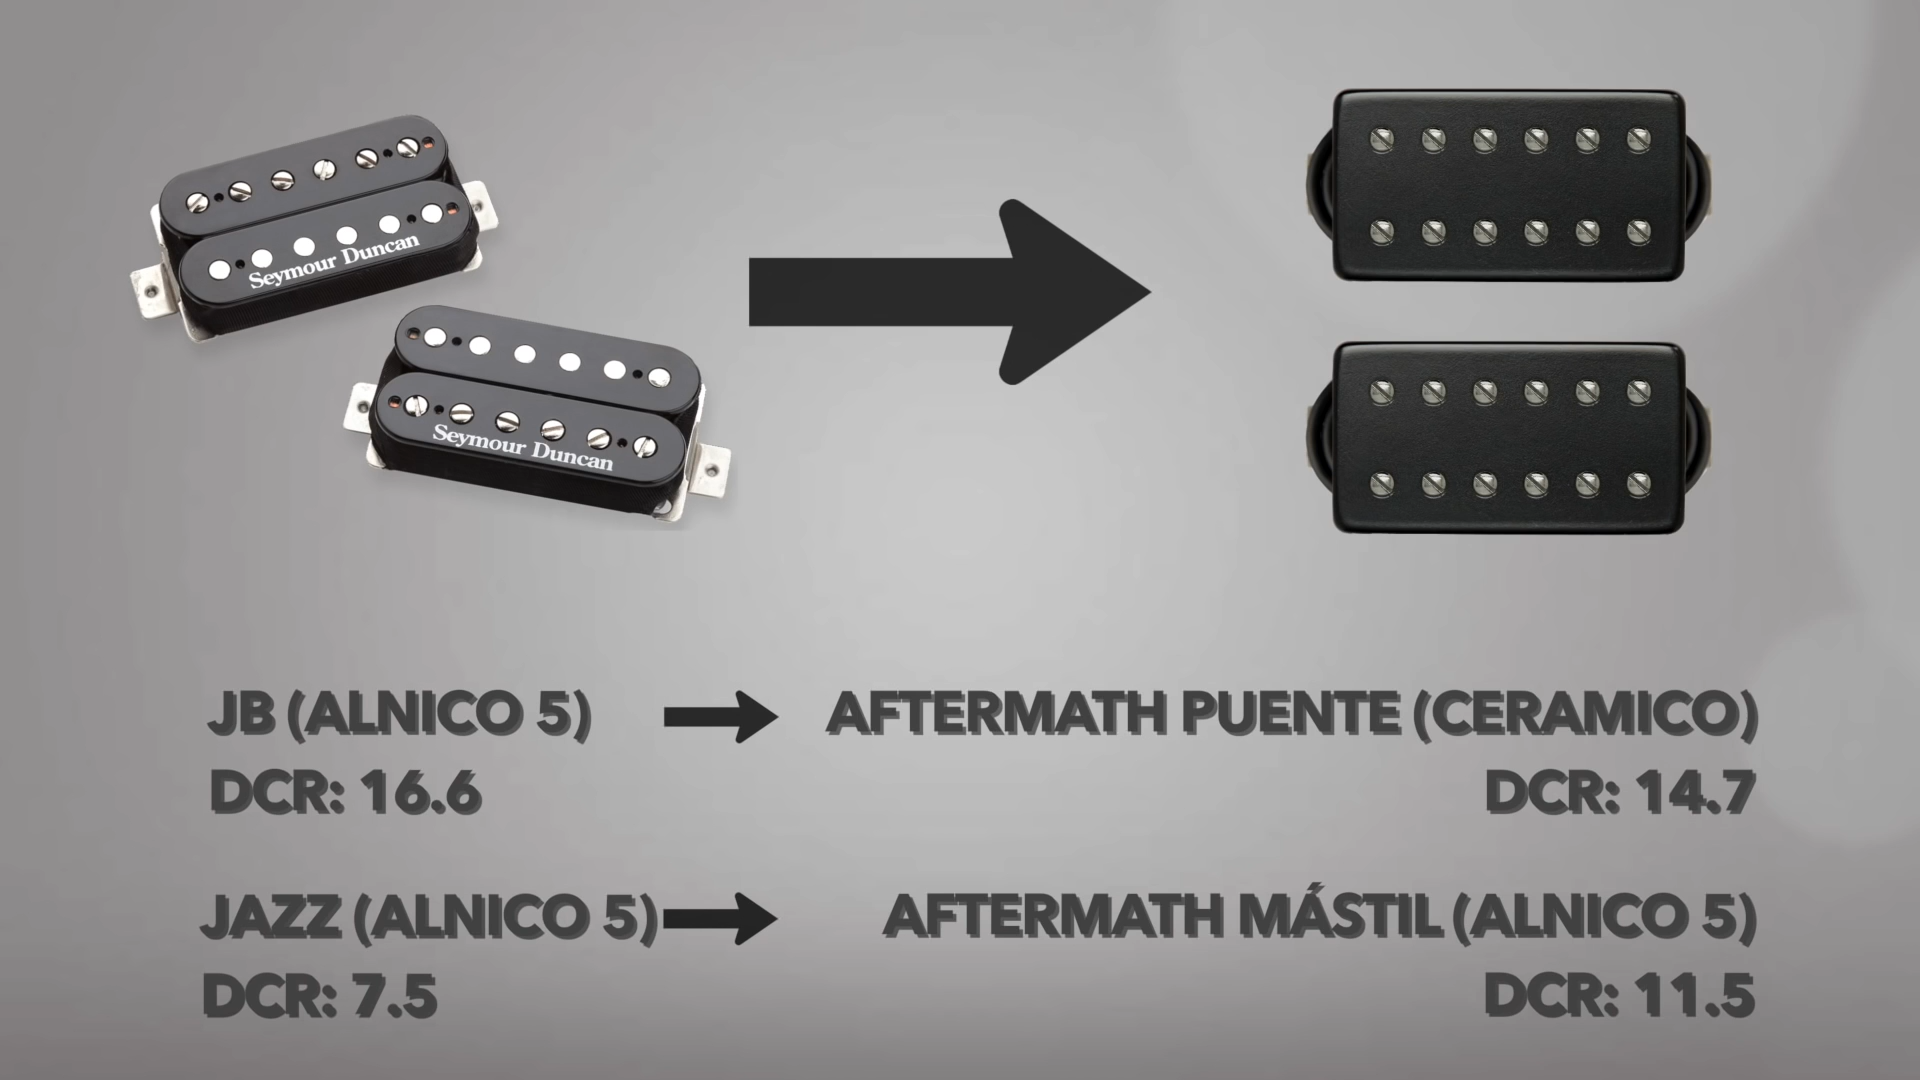 Seymour Duncan
Seymour Duncan
JB (ALNICO 5)
AFTERMATH PUENTE (CERAMICO)
DCR: 16.6
DCR: 14.7
JAZZ (ALNICO 5)
AFTERMATH MÁSTIL (ALNICO 5)
DCR: 7.5
DCR: 11.5